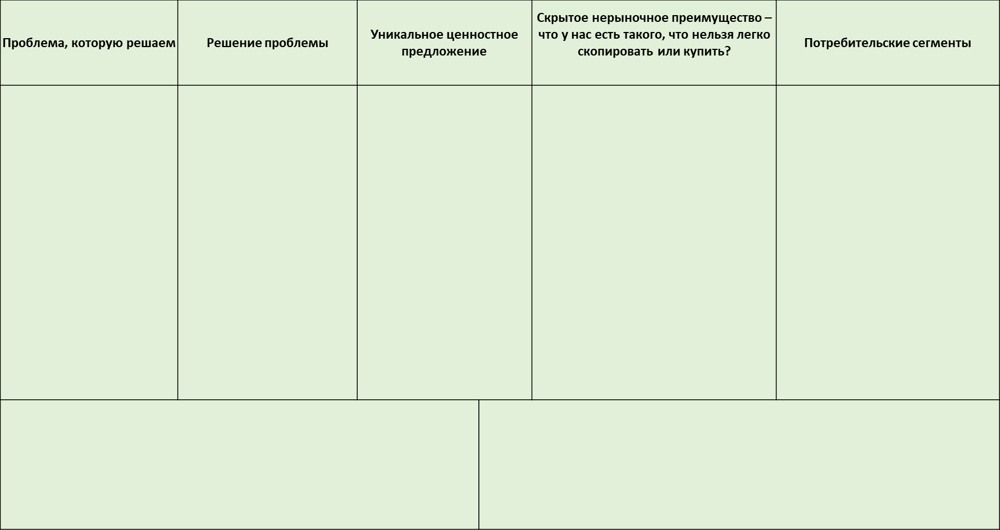 Проблема, которую решаем
Решение проблемы
Уникальное ценностное
предложение
Скрытое нерыночное преимущество –
что у нас есть такого, что нельзя легко
скопировать или купить?
Потребительские сегменты